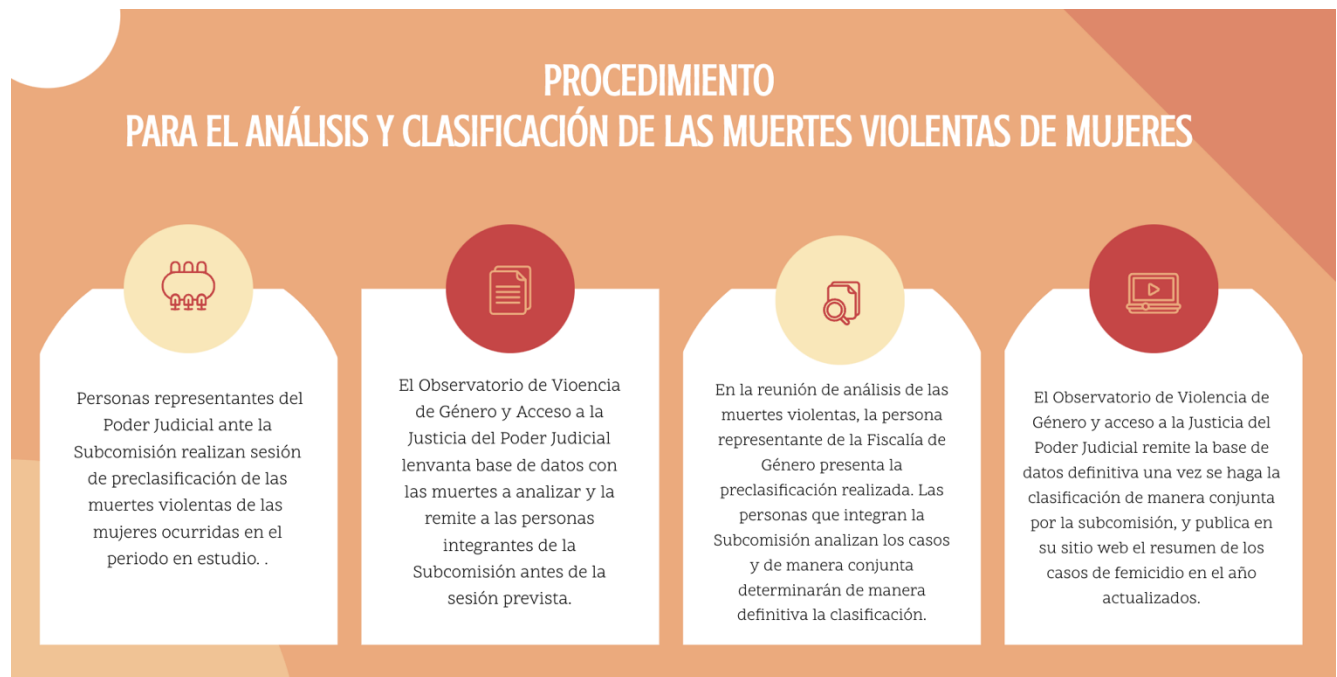 PROCEDIMIENTO
PARA EL ANÁLISIS Y CLASIFICACIÓN DE LAS MUERTES VIOLENTAS DE MUJERES
Personas representantes del
Poder Judicial ante la
Subcomisión realizan sesión
de preclasificación de las
muertes violentas de las
mujeres ocurridas en el
periodo en estudio. .
El Observatorio de Vioencia
de Género y Acceso a la
Justicia del Poder Judicial
lenvanta base de datos con
las muertes a analizar y la
remite a las personas
integrantes de la
Subcomisión antes de la
sesión prevista.
En la reunión de análisis de las
muertes violentas, la persona
representante de la Fiscalía de
Género presenta la
preclasificación realizada. Las
personas que integran la
Subcomisión analizan los casos
y de manera conjunta
determinarán de manera
definitiva la clasificación.
El Observatorio de Violencia de
Género y acceso a la Justicia del
Poder Judicial remite la base de
datos definitiva una vez se haga la
clasificación de manera conjunta
por la subcomisión, y publica en
su sitio web el resumen de los
casos de femicidio en el año
actualizados.